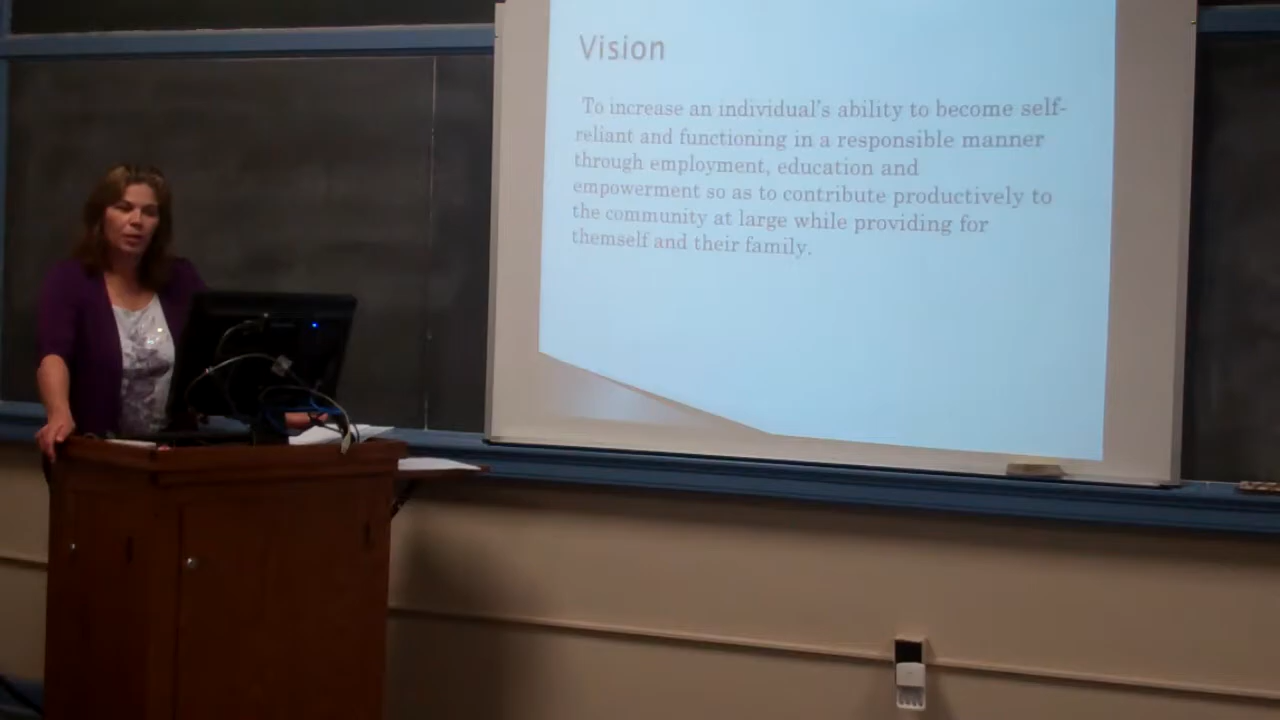 Vision
To increase an individual's ability to become self-
reliant and functioning in a responsible manner
through employment, education and
empowerment so as to contribute productively to
the community at large while providing for
themself and their family.